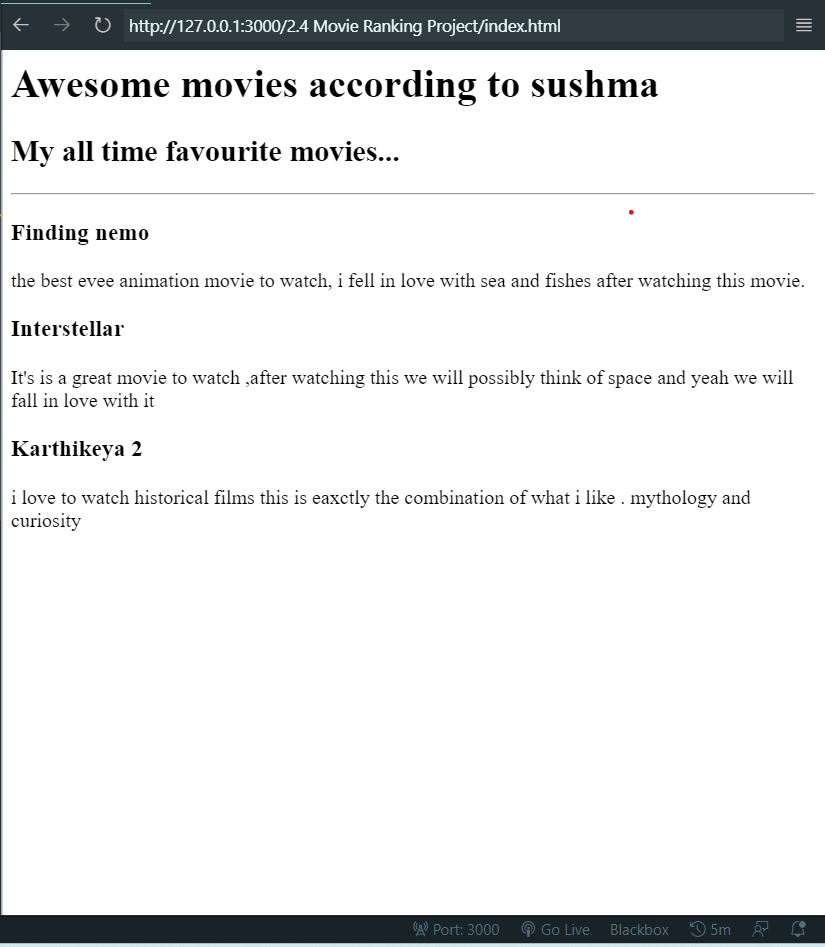 http://127.0.0.1:3000/2.4 Movie Ranking Project/index.html
Awesome movies according to sushma
My all time favourite movies...
Finding nemo
the best evee animation movie to watch, i fell in love with sea and fishes after watching this movie.
Interstellar
It's is a great movie to watch ,after watching this we will possibly think of space and yeah we will
fall in love with it
Karthikeya 2
i love to watch historical films this is eaxctly the combination of what i like . mythology and
curiosity
Port: 3000 Go Live Blackbox 5m